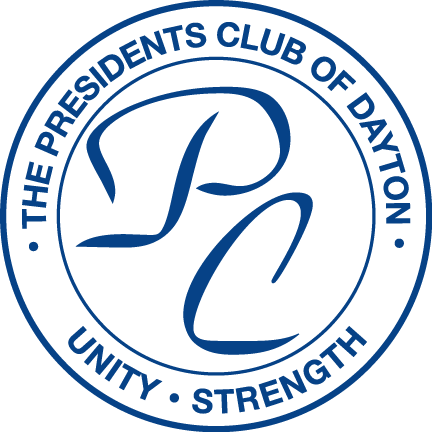 • THE PRESIDENTS CLUB OF DAYTON •
PC
UNITY • STRENGTH